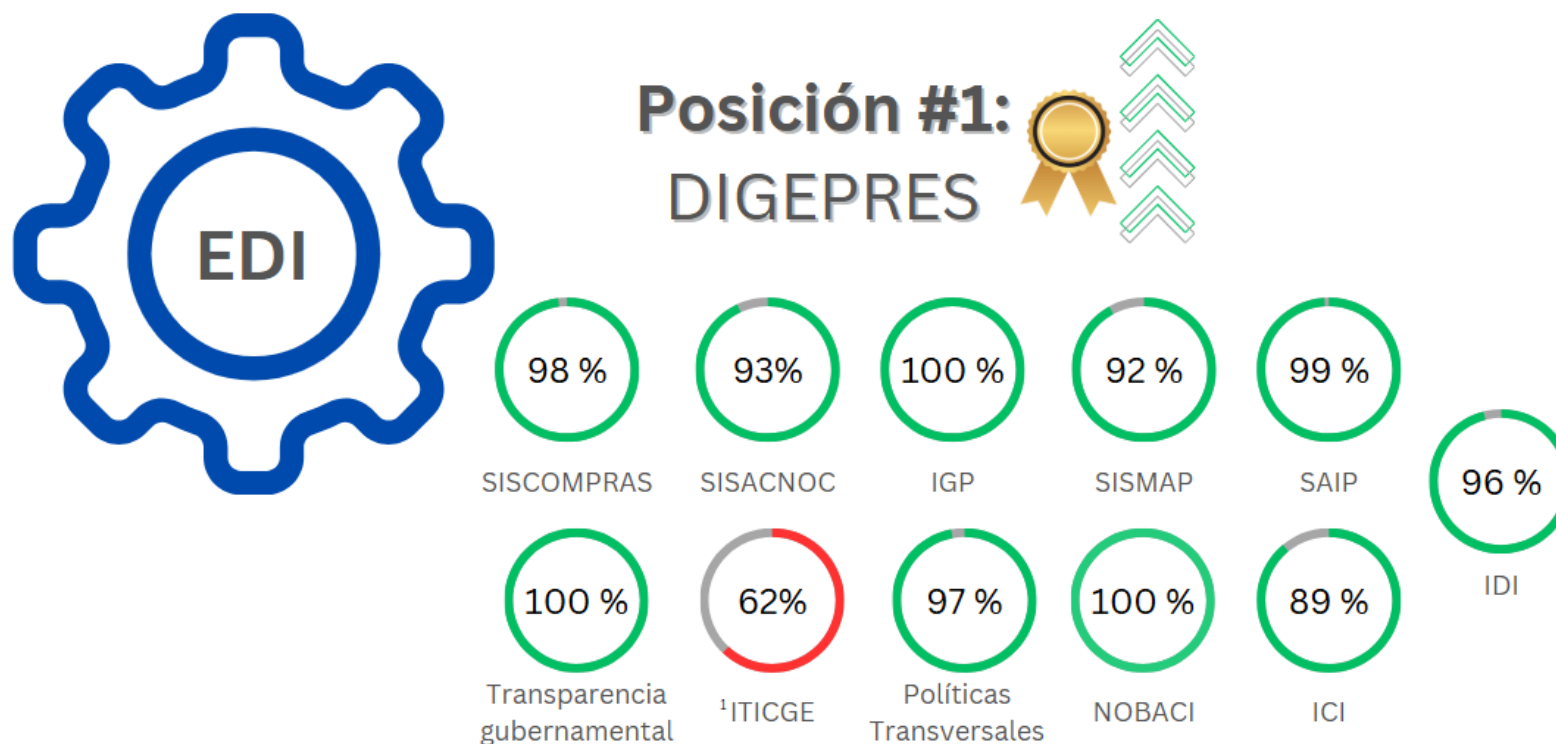 Posición #1:
DIGEPRES
EDI
98 %
93%
100 %
92 %
99 %
SISCOMPRAS
SISACNOC
IGP
SISMAP
SAIP
96 %
IDI
100 %
62%
97 %
100 %
89 %
Transparencia
gubernamental
¹ITICGE
Políticas
Transversales
NOBACI
ICI